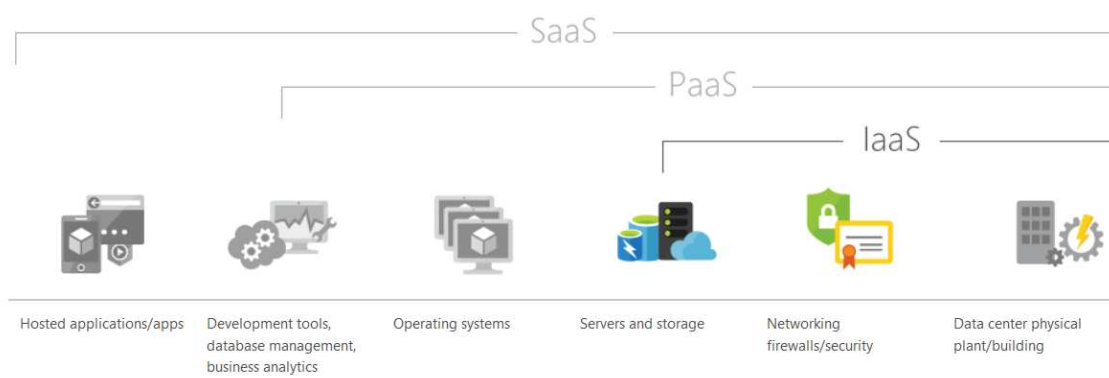 SaaS
PaaS
IaaS
Hosted applications/apps
Development tools,
database management,
business analytics
Operating systems
Servers and storage
Networking
firewalls/security
Data center physical
plant/building